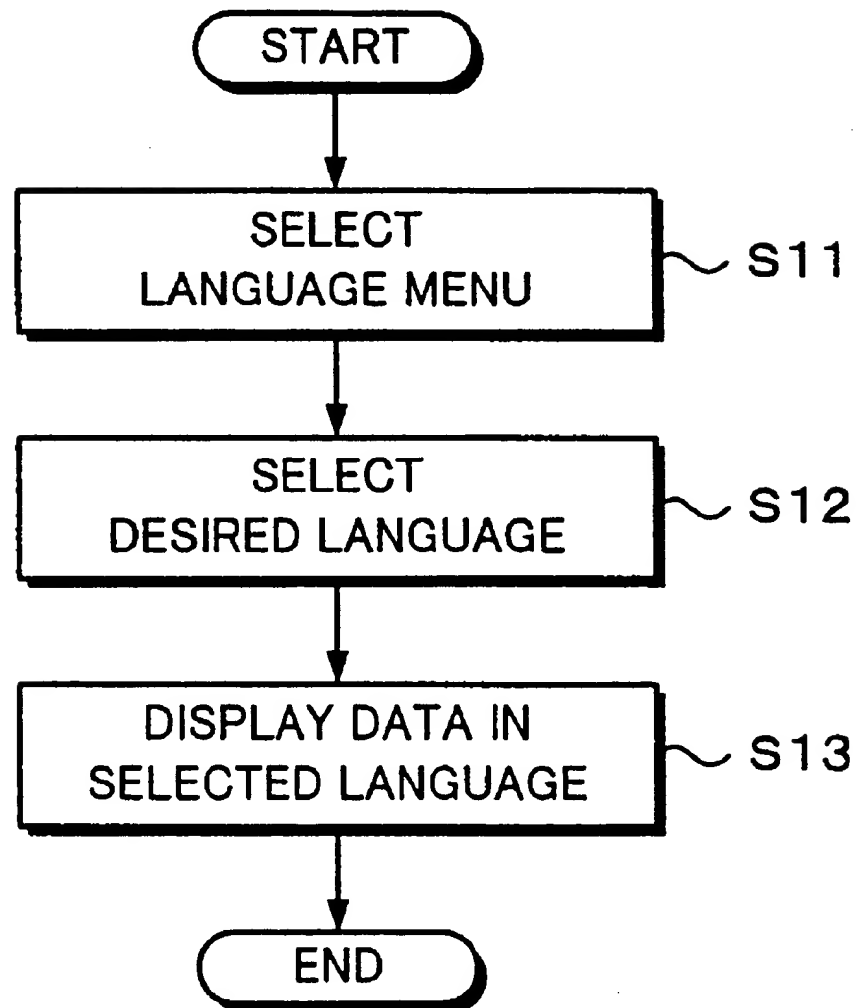 START
SELECT
LANGUAGE MENU
S11
SELECT
DESIRED LANGUAGE
S12
DISPLAY DATA IN
SELECTED LANGUAGE
S13
END